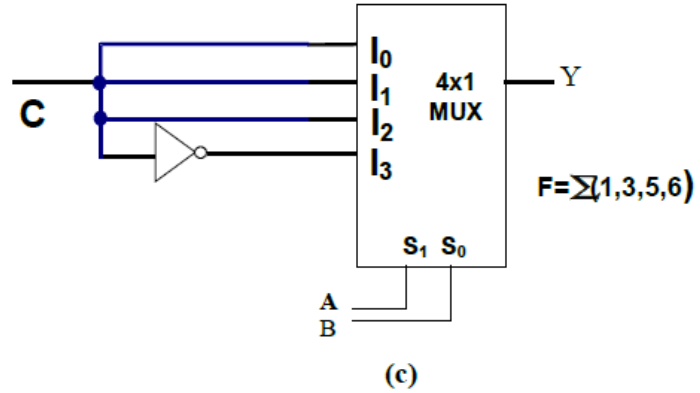 C
I₀
I₁
I₂
I₃
4x1
MUX
Y
F=∑(1,3,5,6)
S₁ S₀
A
B
(c)